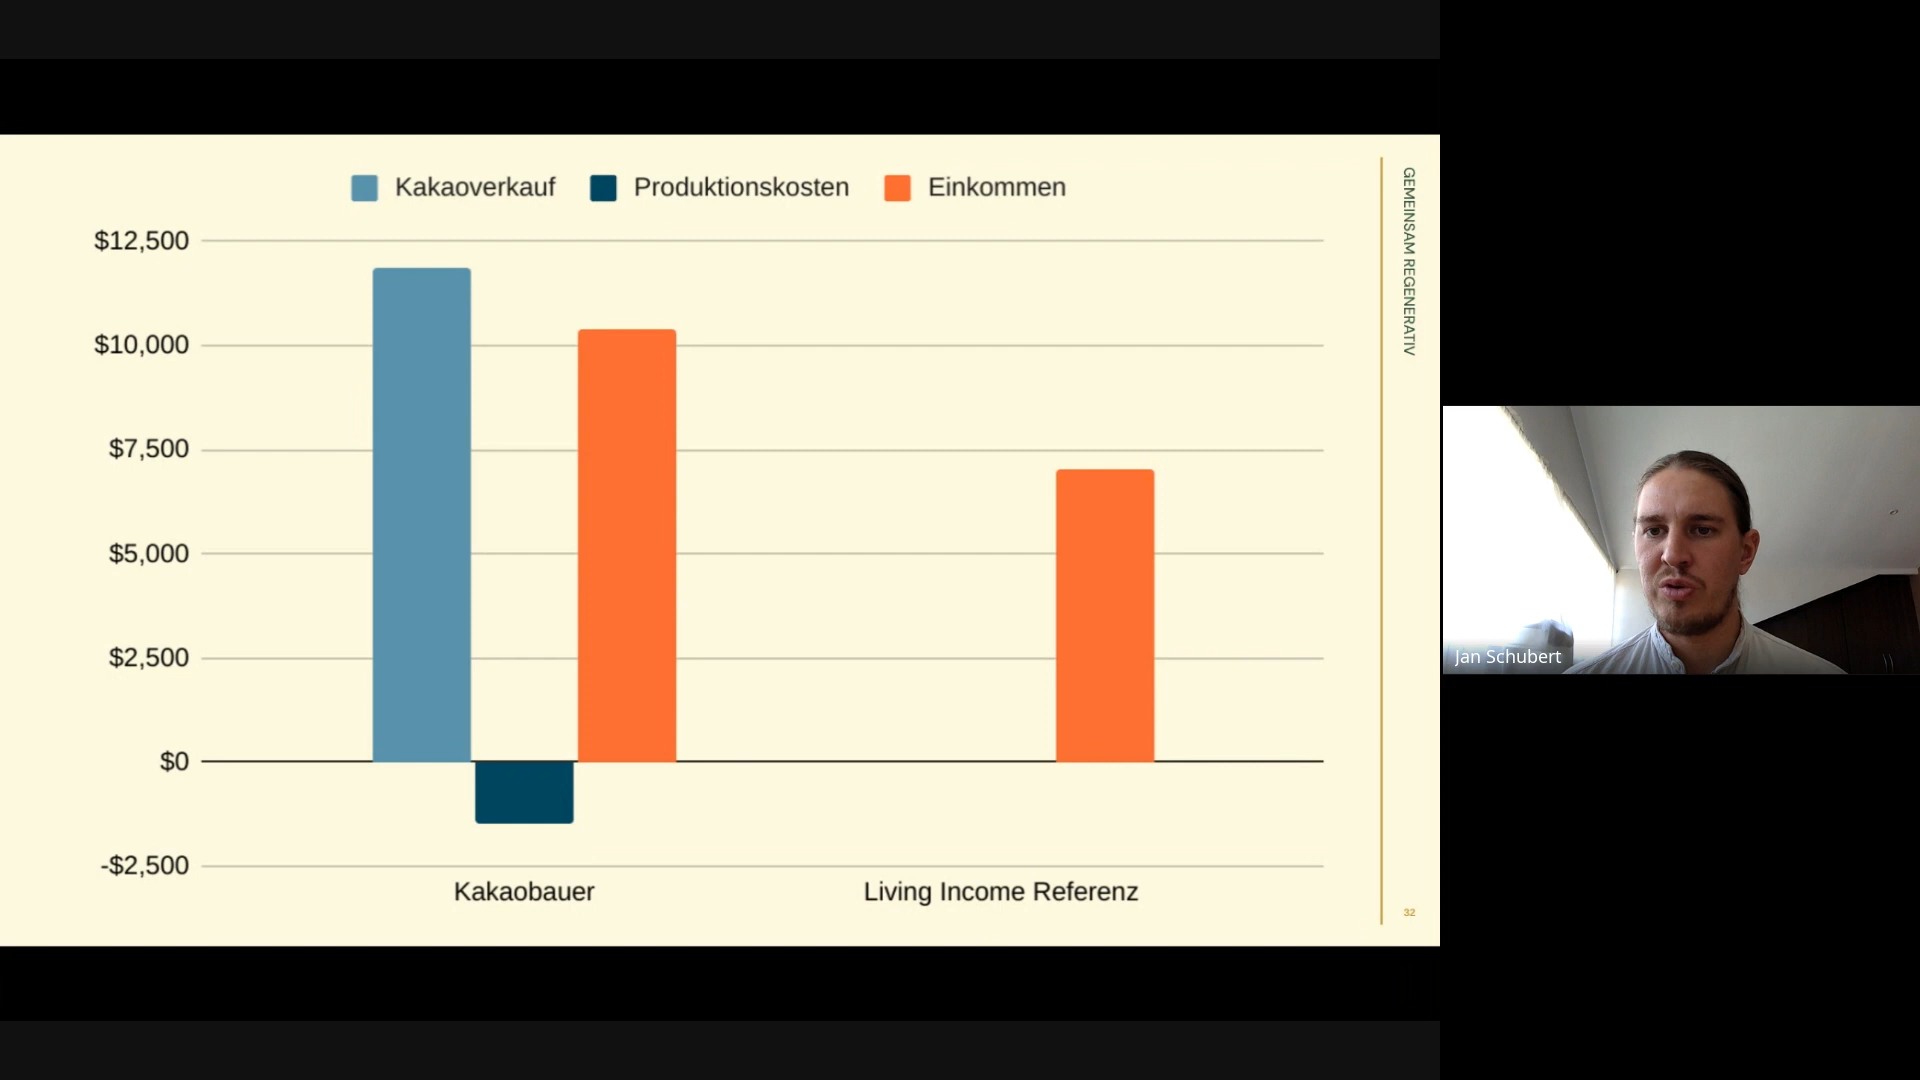 Kakaoverkauf Produktionskosten Einkommen
$12,500
$10,000
$7,500
$5,000
$2,500
$0
-$2,500
Kakaobauer Living Income Referenz
GEMEINSAM REGENERATIV
32
Jan Schubert